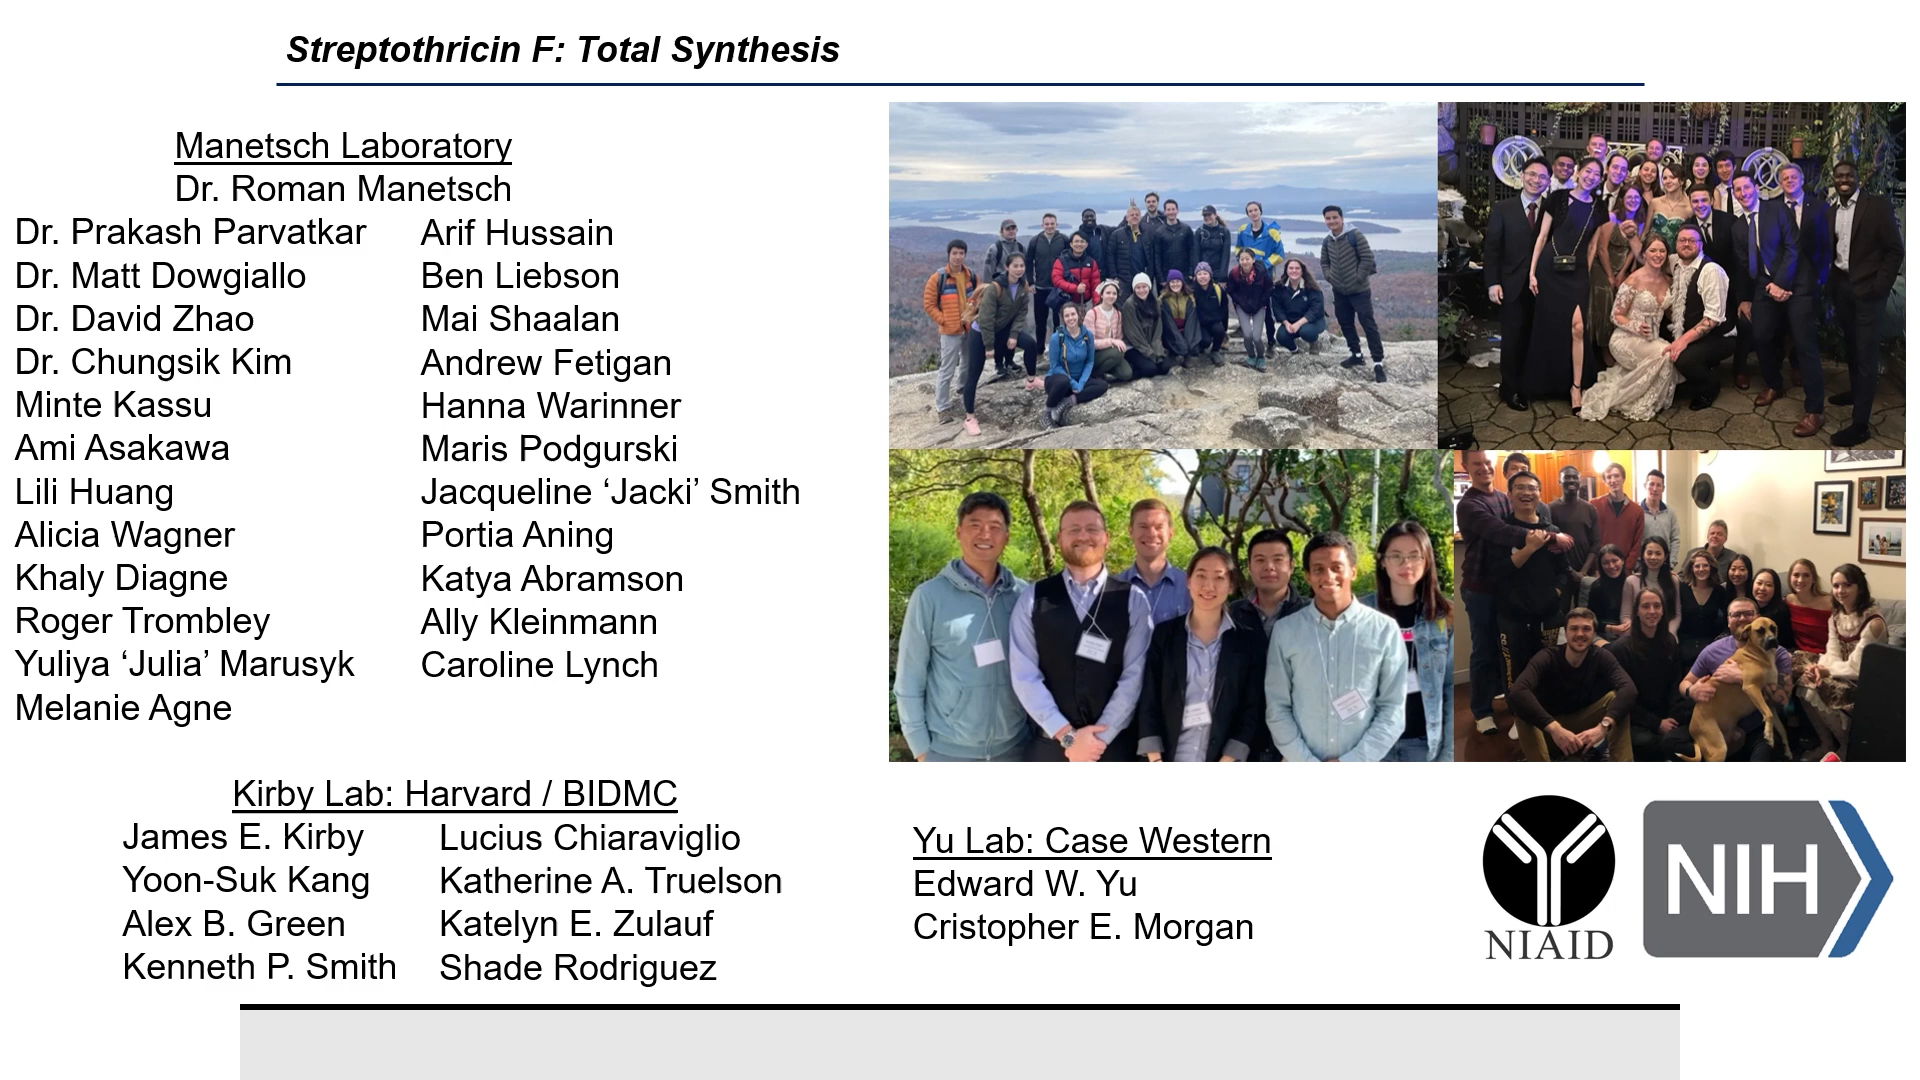 Streptothricin F: Total Synthesis
Manetsch Laboratory
Dr. Roman Manetsch
Dr. Prakash Parvatkar
Dr. Matt Dowgiallo
Dr. David Zhao
Dr. Chungsik Kim
Minte Kassu
Ami Asakawa
Lili Huang
Alicia Wagner
Khaly Diagne
Roger Trombley
Yuliya ‘Julia’ Marusyk
Melanie Agne
Arif Hussain
Ben Liebson
Mai Shaalan
Andrew Fetigan
Hanna Warinner
Maris Podgurski
Jacqueline ‘Jacki’ Smith
Portia Aning
Katya Abramson
Ally Kleinmann
Caroline Lynch
Kirby Lab: Harvard / BIDMC
James E. Kirby
Yoon-Suk Kang
Alex B. Green
Kenneth P. Smith
Lucius Chiaraviglio
Katherine A. Truelson
Katelyn E. Zulauf
Shade Rodriguez
Yu Lab: Case Western
Edward W. Yu
Cristopher E. Morgan
NIAID
NIH